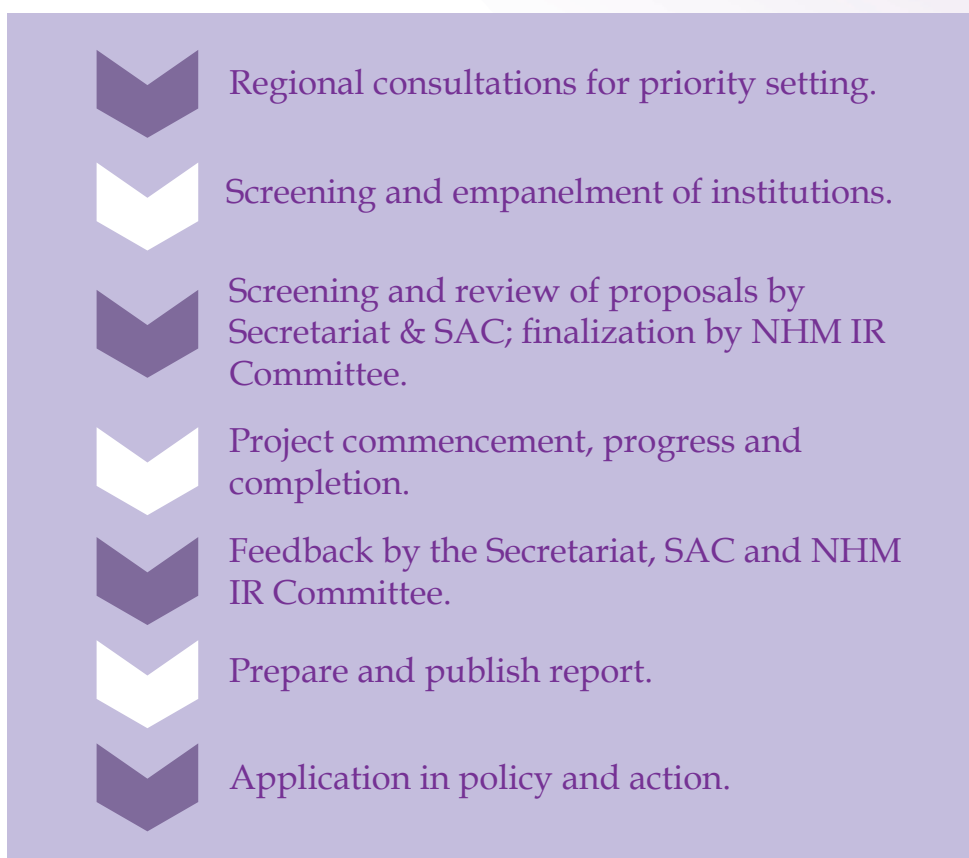 Regional consultations for priority setting.
Screening and empanelment of institutions.
Screening and review of proposals by
Secretariat & SAC; finalization by NHM IR
Committee.
Project commencement, progress and
completion.
Feedback by the Secretariat, SAC and NHM
IR Committee.
Prepare and publish report.
Application in policy and action.